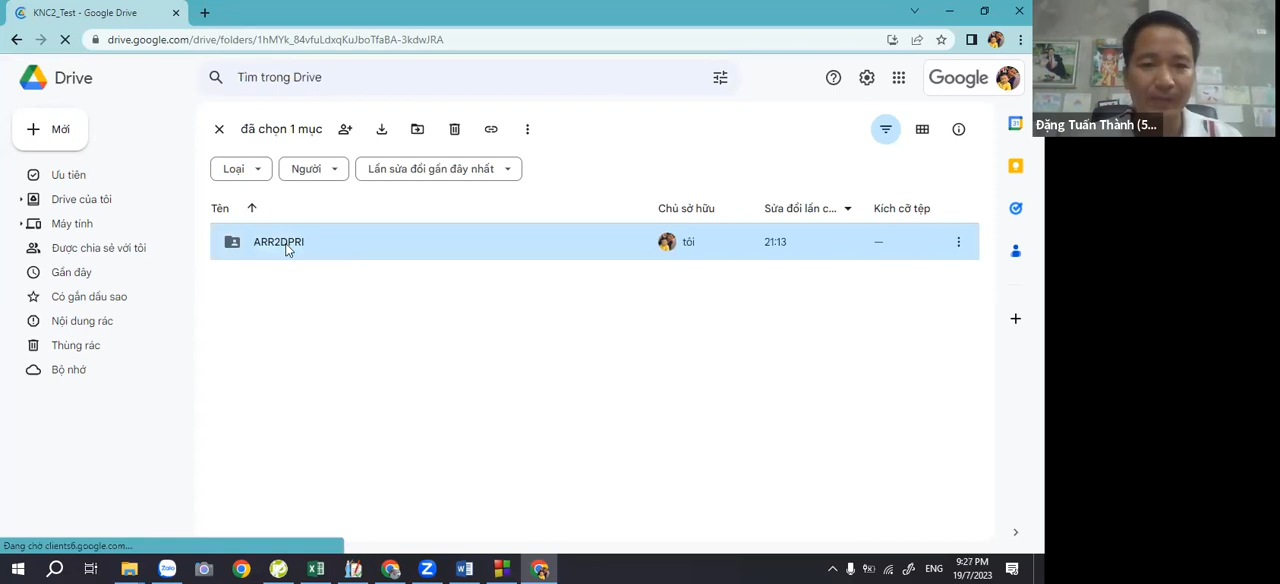 KNC2_Test - Google Drive
drive.google.com/drive/folders/1hMYk_84vfuLdxqKuJboTfaBA-3kdwJRA
Drive
Tìm trong Drive
Google
Mới
đã chọn 1 mục
Loại
Người
Lần sửa đổi gần đây nhất
Ưu tiên
Drive của tôi
Máy tính
Được chia sẻ với tôi
Gần đây
Có gắn dấu sao
Nội dung rác
Thùng rác
Bộ nhớ
Tên
Chủ sở hữu
Sửa đổi lần c...
Kích cỡ tệp
ARR2DPRI
tôi
21:13
—
31
Đặng Tuấn Thành (5...
Đang chờ clients6.google.com...
Zalo
ENG
9:27 PM
19/7/2023